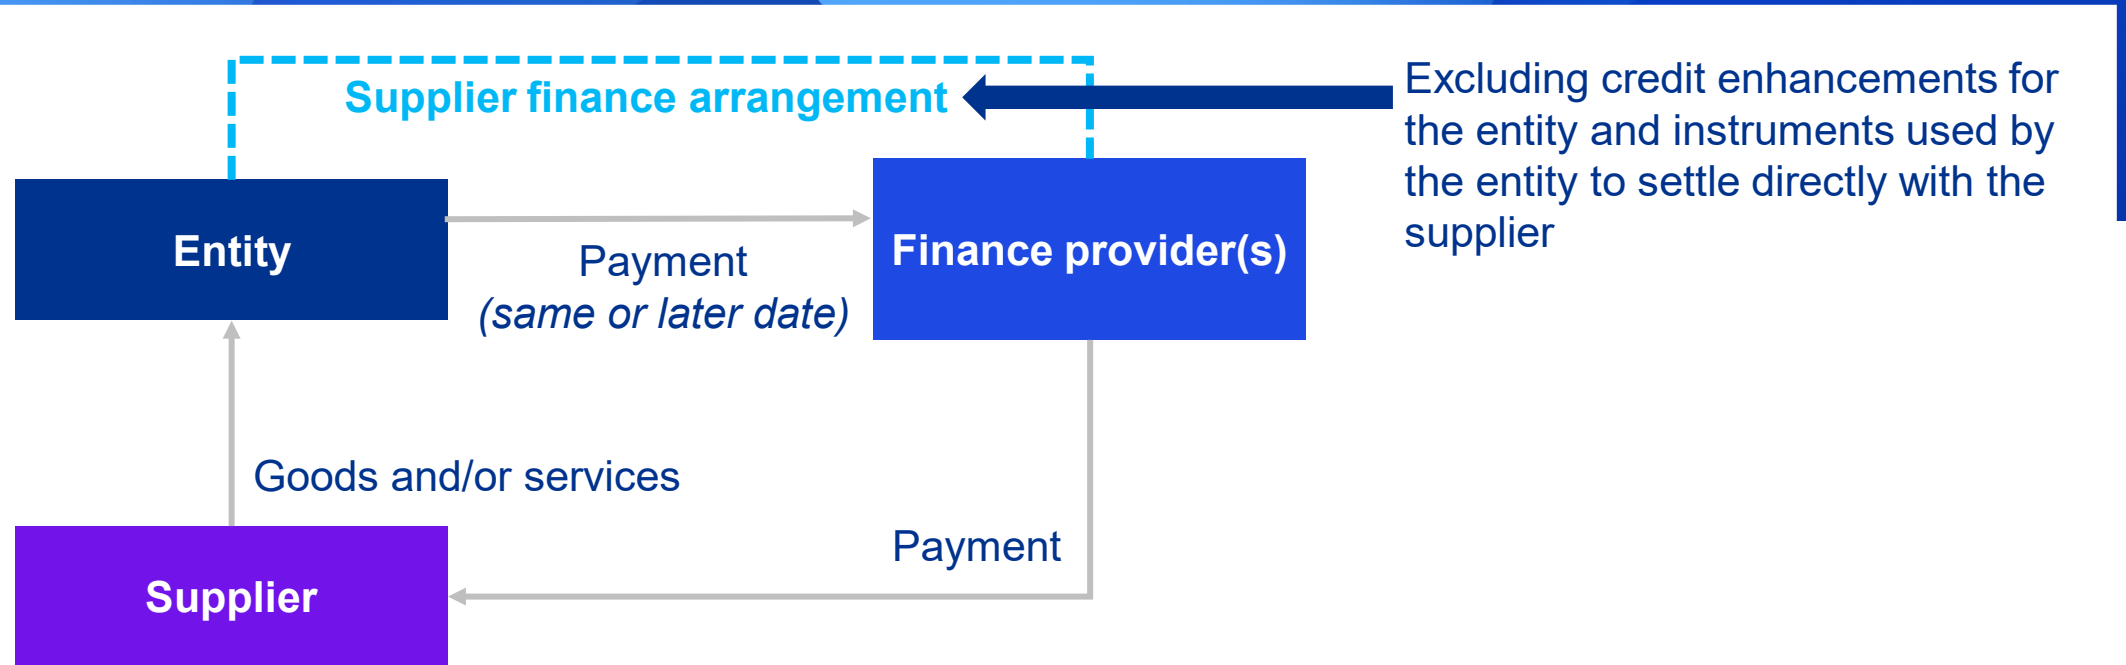 Supplier finance arrangement
Excluding credit enhancements for
the entity and instruments used by
the entity to settle directly with the
supplier
Entity
Payment
(same or later date)
Finance provider(s)
Goods and/or services
Payment
Supplier